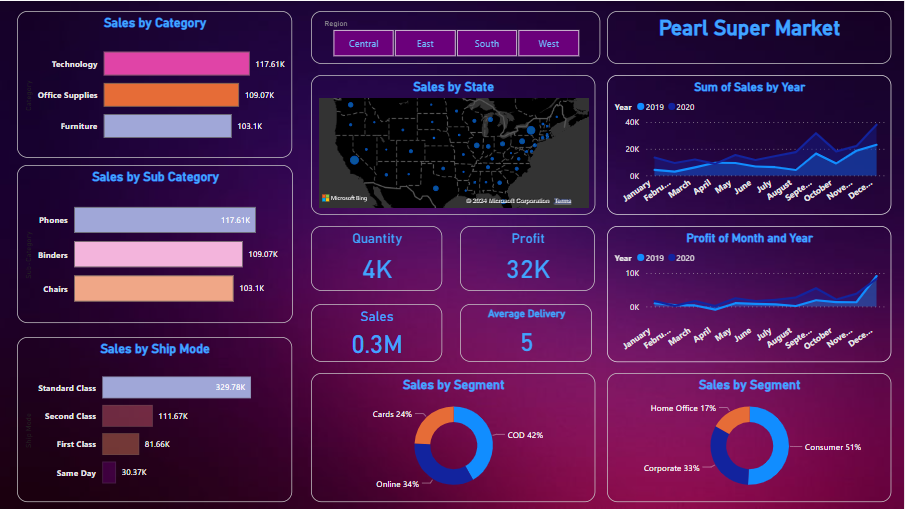 Sales by Category
Technology 117.61K
Office Supplies 109.07K
Furniture 103.1K
Sales by Sub Category
Phones 117.61K
Binders 109.07K
Chairs 103.1K
Sales by Ship Mode
Standard Class 329.78K
Second Class 111.67K
First Class 81.66K
Same Day 30.37K
Region
Central East South West
Sales by State
Microsoft Bing
© 2024 Microsoft Corporation Terms
Quantity
4K
Profit
32K
Sales
0.3M
Average Delivery
5
Sales by Segment
Cards 24%
COD 42%
Online 34%
Pearl Super Market
Sum of Sales by Year
Year 2019 2020
40K
20K
0K
January Febru... March April May June July August Septe... October Nove... Dece...
Profit of Month and Year
Year 2019 2020
10K
0K
January Febru... March April May June July August Septe... October Nove... Dece...
Sales by Segment
Home Office 17%
Consumer 51%
Corporate 33%